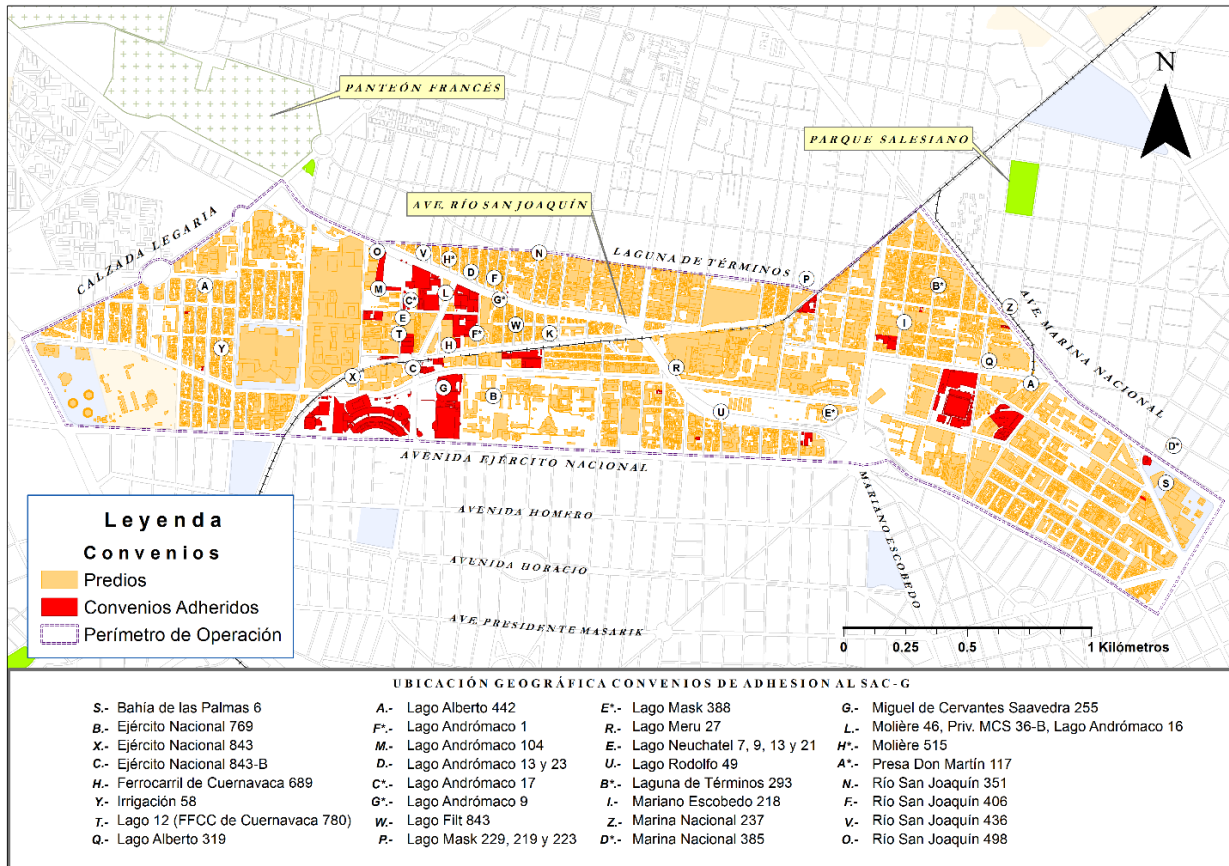 PANTEÓN FRANCÉS
N
PARQUE SALESIANO
AVE. RÍO SAN JOAQUÍN
CALZADA LEGARIA
LAGUNA DE TÉRMINOS
AVE. MARINA NACIONAL
O
V
H*
D
F
N
P
A
M
C*
L
G*
B*
Z
E
T
F*
W
K
I
Y
H
Q
X
C
R
A
G
B
U
E*
D*
S
AVENIDA EJÉRCITO NACIONAL
AVENIDA HOMERO
MARIANO ESCOBEDO
AVENIDA HORACIO
AVE. PRESIDENTE MASARIK
Leyenda
Convenios
Predios
Convenios Adheridos
Perímetro de Operación
0 0.25 0.5 1 Kilómetros
UBICACIÓN GEOGRÁFICA CONVENIOS DE ADHESION AL SAC-G
S.- Bahía de las Palmas 6
B.- Ejército Nacional 769
X.- Ejército Nacional 843
C.- Ejército Nacional 843-B
H.- Ferrocarril de Cuernavaca 689
Y.- Irrigación 58
T.- Lago 12 (FFCC de Cuernavaca 780)
Q.- Lago Alberto 319
A.- Lago Alberto 442
F*.- Lago Andrómaco 1
M.- Lago Andrómaco 104
D.- Lago Andrómaco 13 y 23
C*.- Lago Andrómaco 17
G*.- Lago Andrómaco 9
W.- Lago Filt 843
P.- Lago Mask 229, 219 y 223
E*.- Lago Mask 388
R.- Lago Meru 27
E.- Lago Neuchatel 7, 9, 13 y 21
U.- Lago Rodolfo 49
B*.- Laguna de Términos 293
I.- Mariano Escobedo 218
Z.- Marina Nacional 237
D*.- Marina Nacional 385
G.- Miguel de Cervantes Saavedra 255
L.- Molière 46, Priv. MCS 36-B, Lago Andrómaco 16
H*.- Molière 515
A*.- Presa Don Martín 117
N.- Río San Joaquín 351
F.- Río San Joaquín 406
V.- Río San Joaquín 436
O.- Río San Joaquín 498